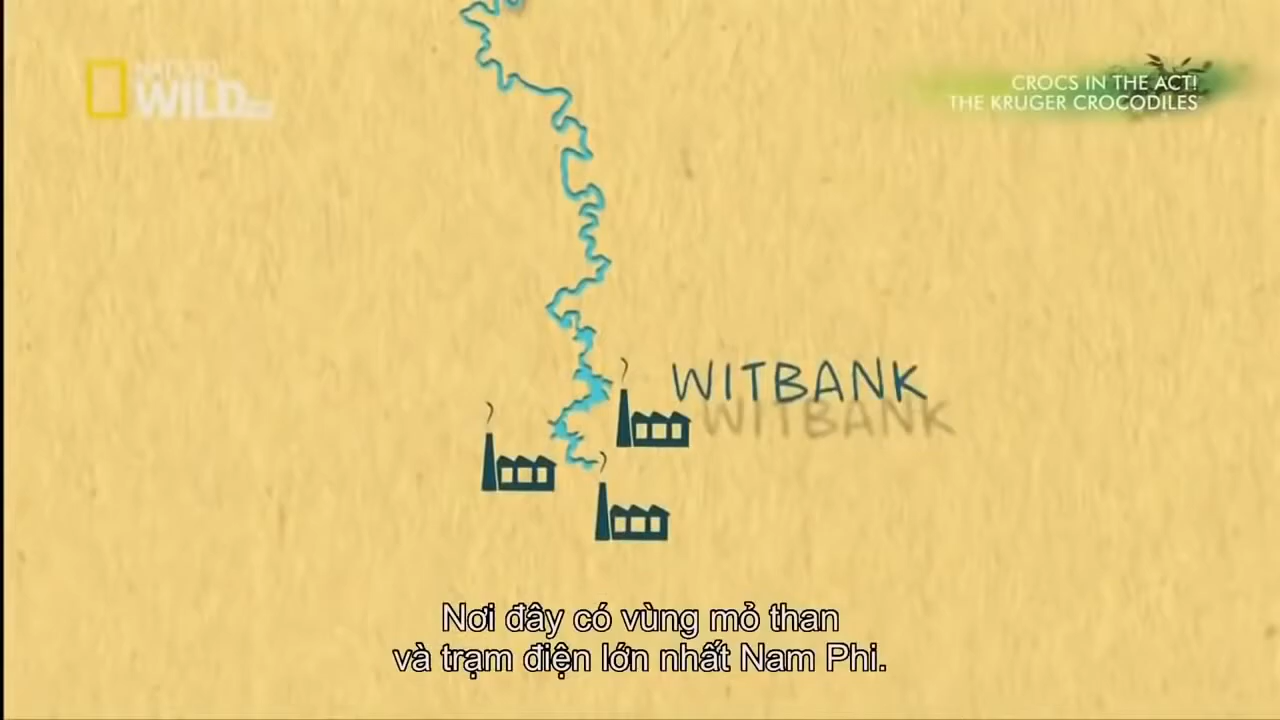 WILD
CROCS IN THE ACT!
THE KRUGER CROCODILES
WITBANK
Nơi đây có vùng mỏ than
và trạm điện lớn nhất Nam Phi.